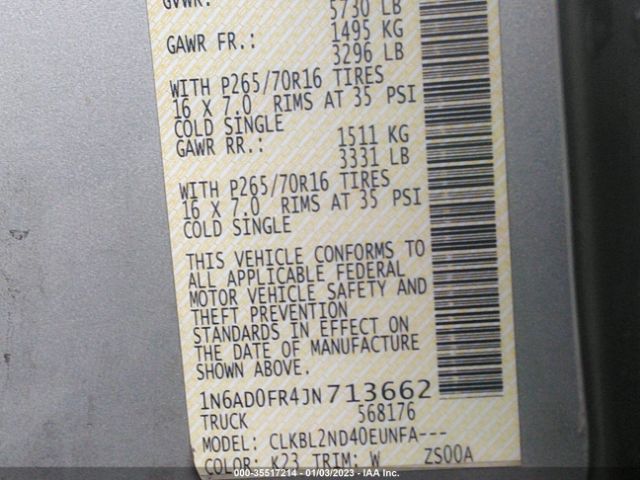 GVWR: 5730 LB
GAWR FR.: 1495 KG
3296 LB
WITH P265/70R16 TIRES
16 X 7.0 RIMS AT 35 PSI
COLD SINGLE
GAWR RR.: 1511 KG
3331 LB
WITH P265/70R16 TIRES
16 X 7.0 RIMS AT 35 PSI
COLD SINGLE
THIS VEHICLE CONFORMS TO
ALL APPLICABLE FEDERAL
MOTOR VEHICLE SAFETY AND
THEFT PREVENTION
STANDARDS IN EFFECT ON
THE DATE OF MANUFACTURE
SHOWN ABOVE.
1N6AD0FR4JN713662
TRUCK 568176
MODEL: CLKBL2ND40EUNFA---
COLOR: K23 TRIM: W ZS00A
000-35517214 - 01/03/2023 - IAA Inc.